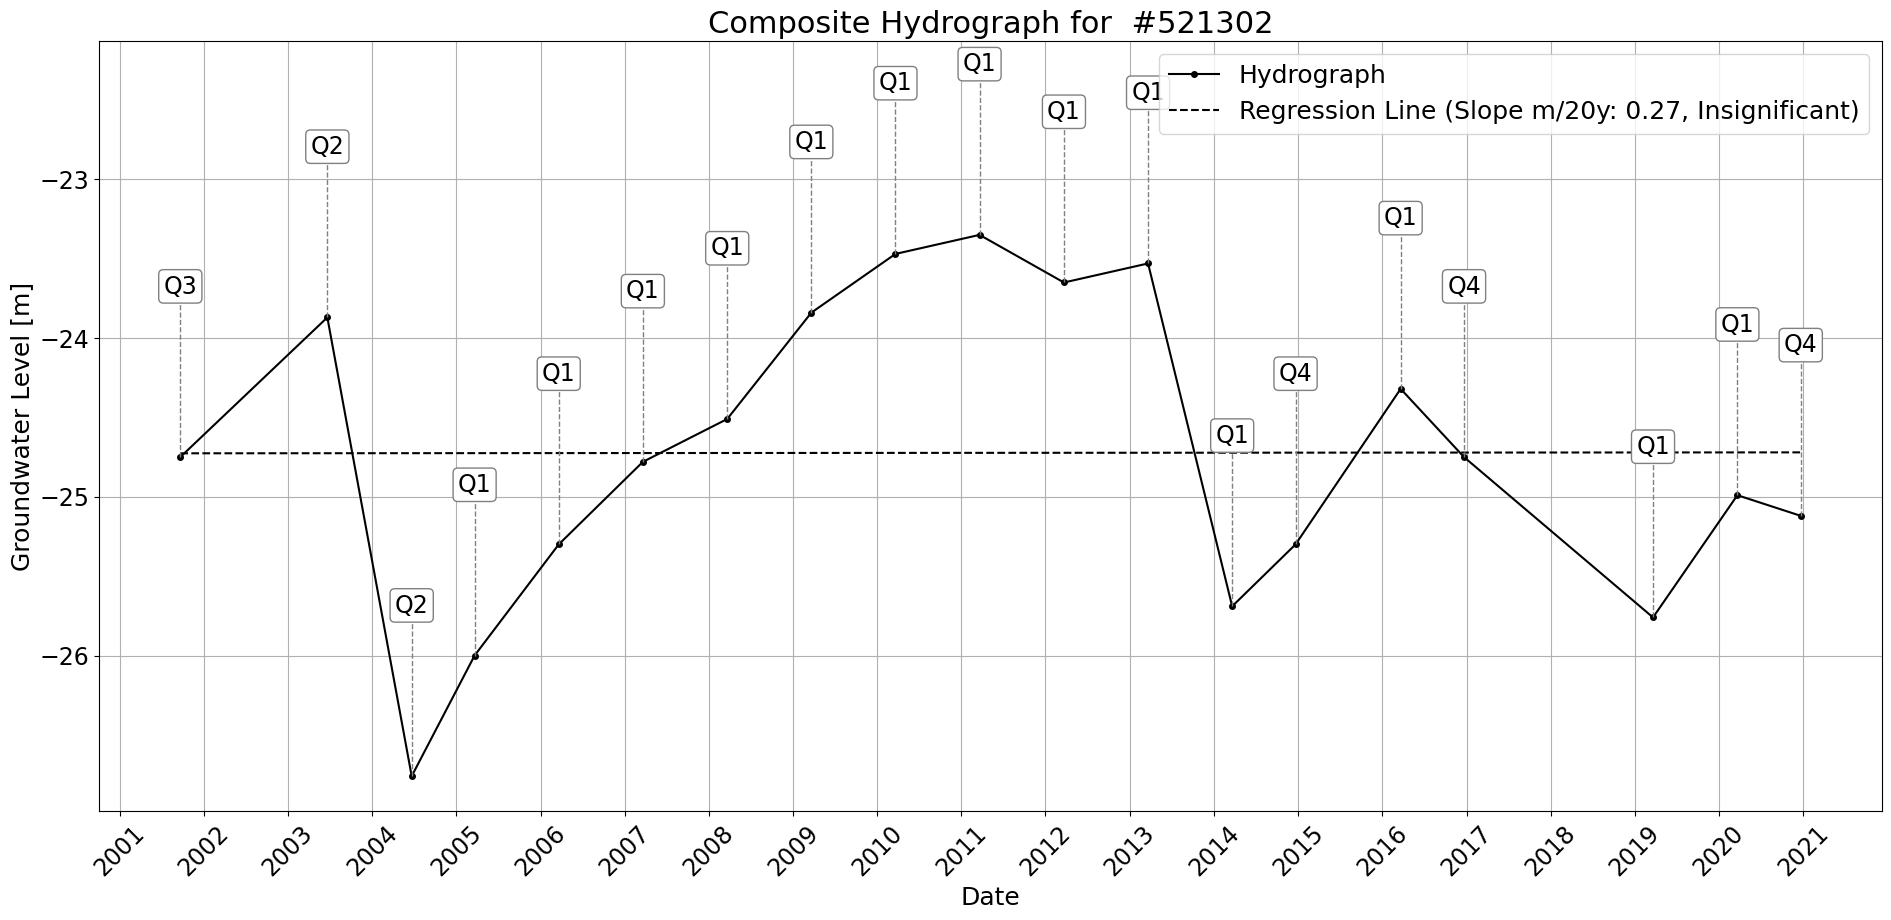 Composite Hydrograph for  #521302
Hydrograph
Regression Line (Slope m/20y: 0.27, Insignificant)
Groundwater Level [m]
−23
−24
−25
−26
Q3
Q2
Q2
Q1
Q1
Q1
Q1
Q1
Q1
Q1
Q1
Q1
Q1
Q4
Q1
Q4
Q1
Q1
Q4
2001
2002
2003
2004
2005
2006
2007
2008
2009
2010
2011
2012
2013
2014
2015
2016
2017
2018
2019
2020
2021
Date